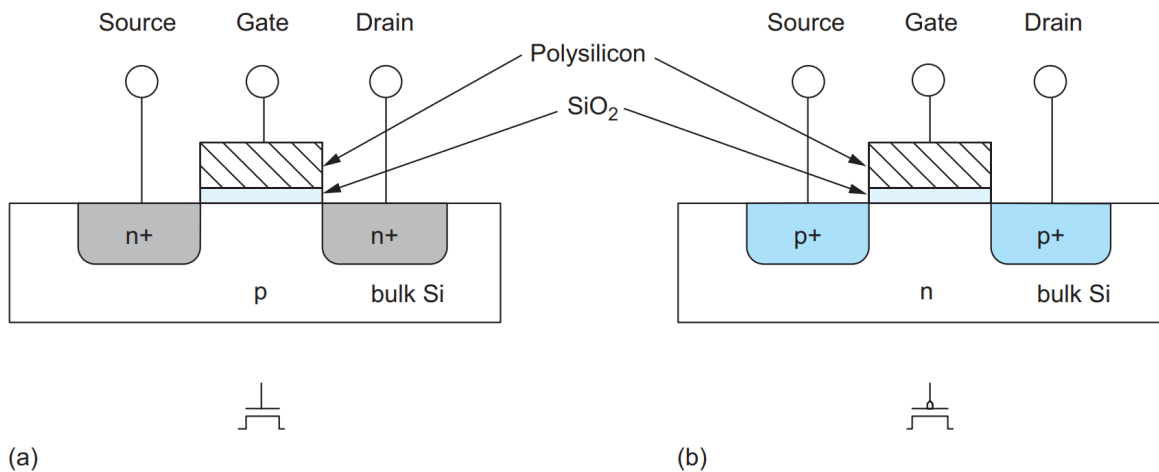 Source Gate Drain
Source Gate Drain
Polysilicon
SiO₂
n+ n+
p+ p+
p bulk Si
n bulk Si
(a)
(b)